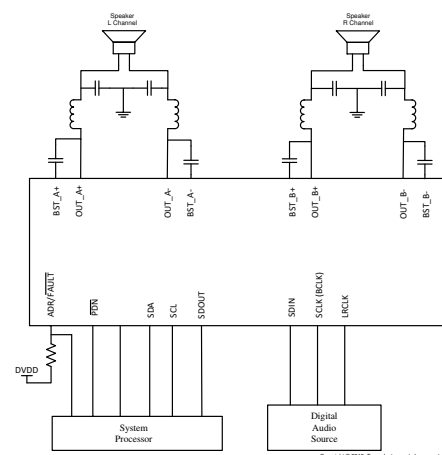 Speaker
L Channel
Speaker
R Channel
BST_A+
OUT_A+
OUT_A-
BST_A-
BST_B+
OUT_B+
OUT_B-
BST_B-
ADR/FAULT
PDN
SDA
SCL
SDOUT
SDIN
SCLK (BCLK)
LRCLK
DVDD
System
Processor
Digital
Audio
Source